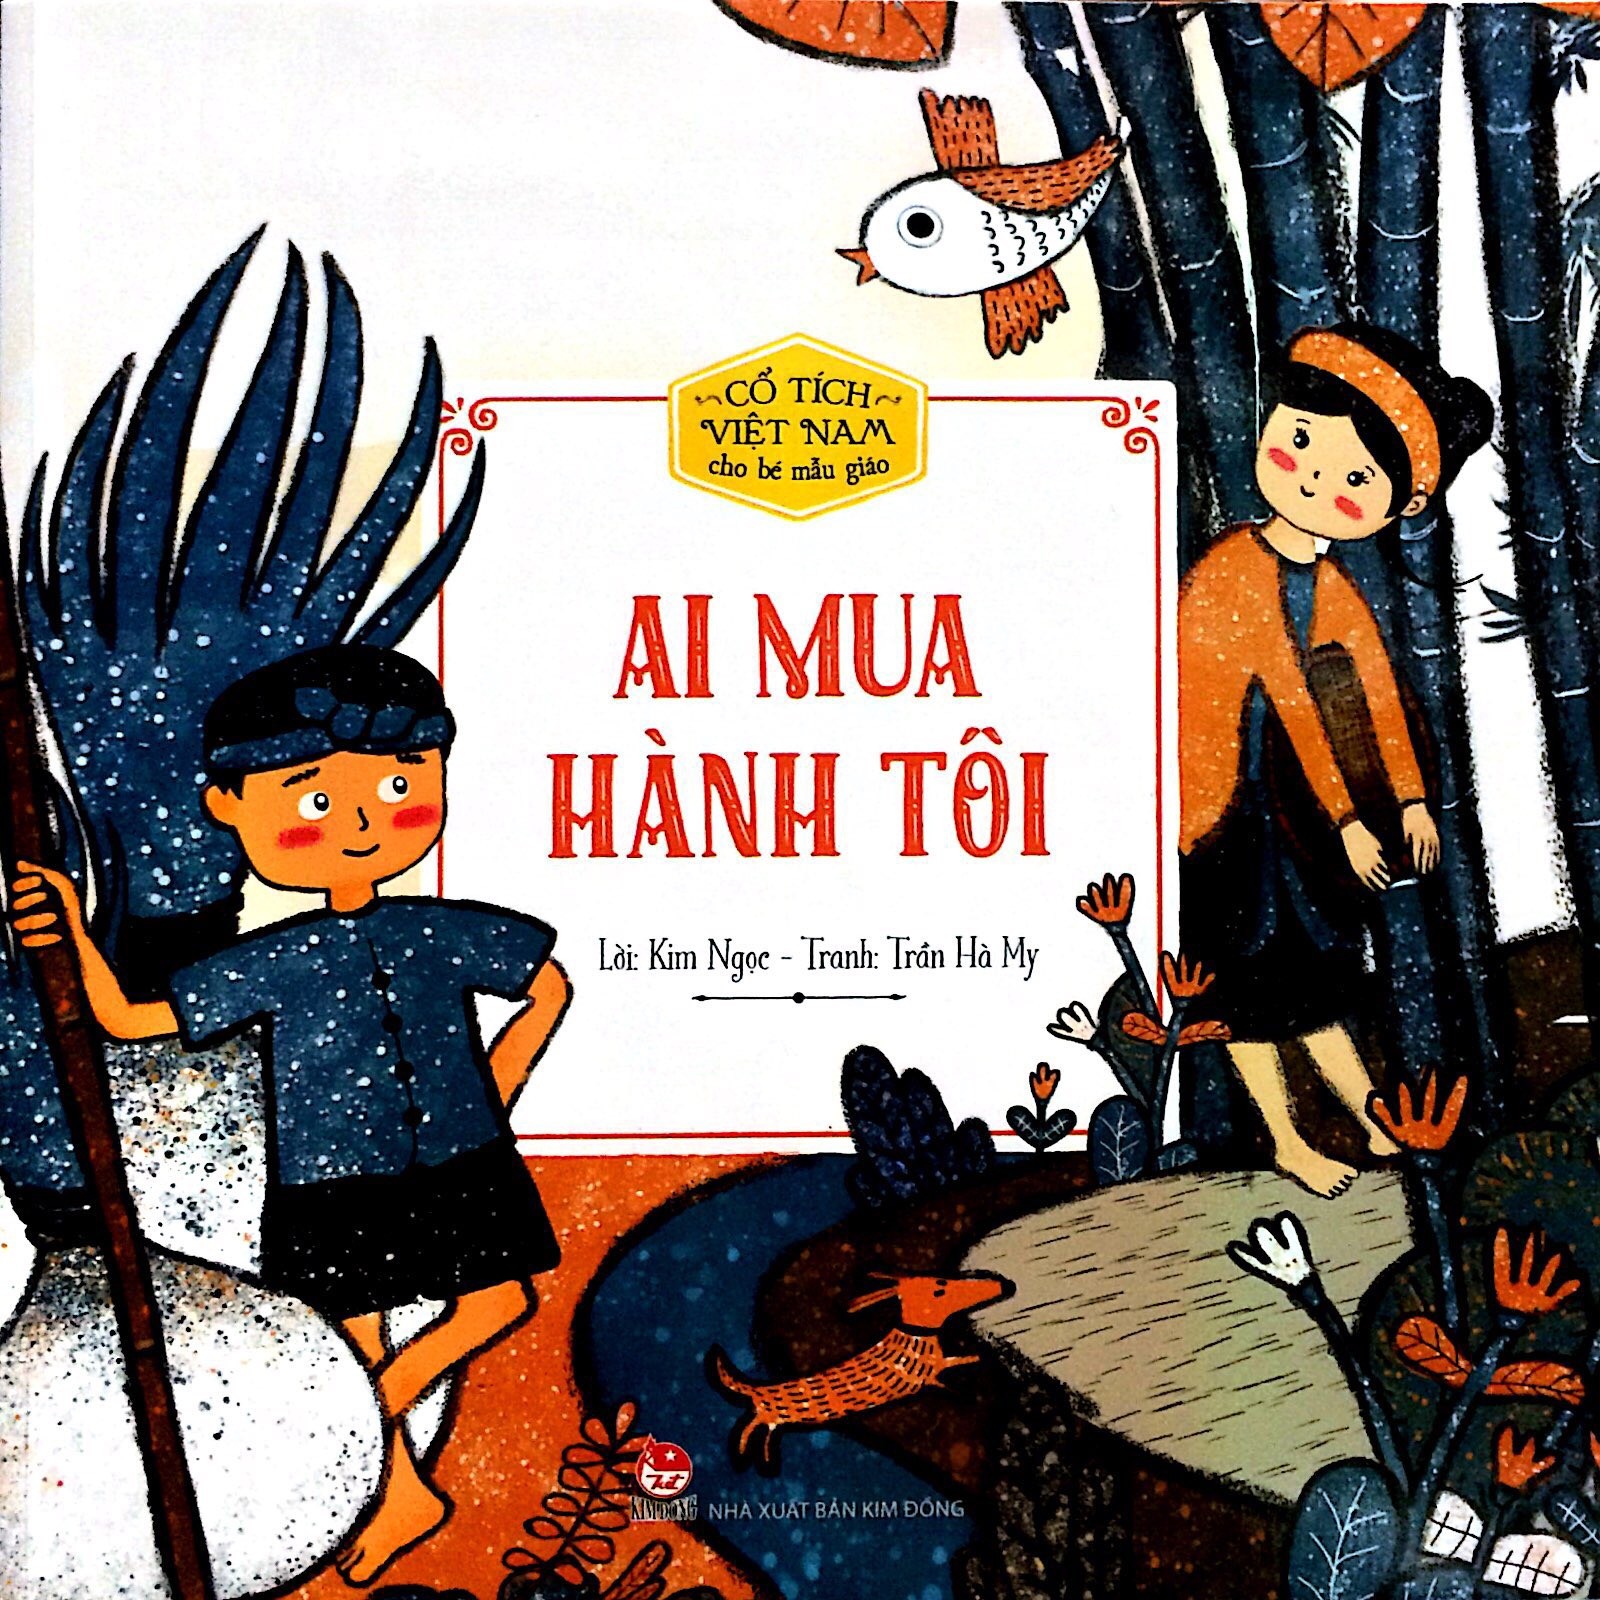 CỔ TÍCH
VIỆT NAM
cho bé mẫu giáo
AI MUA
HÀNH TÔI
Lời: Kim Ngọc - Tranh: Trần Hà My
KIM ĐỒNG
NHÀ XUẤT BẢN KIM ĐỒNG